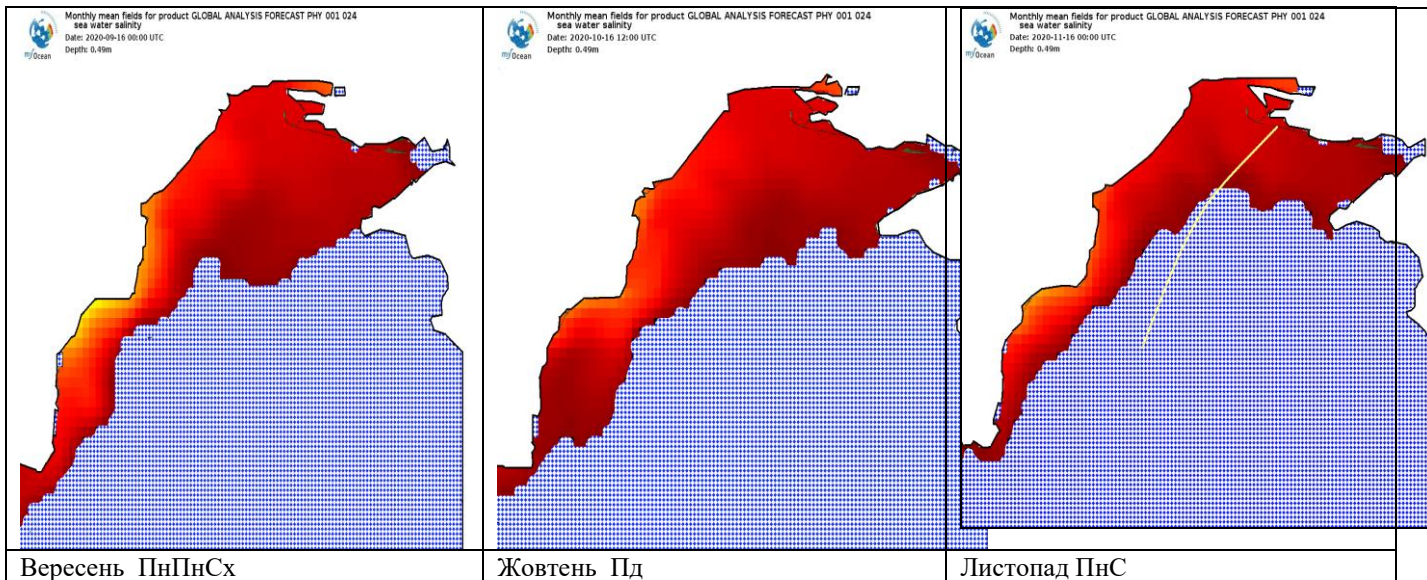 Monthly mean fields for product GLOBAL ANALYSIS FORECAST PHY 001 024
sea water salinity
Date: 2020-09-16 00:00 UTC
Depth: 0.49m
myOcean
Monthly mean fields for product GLOBAL ANALYSIS FORECAST PHY 001 024
sea water salinity
Date: 2020-10-16 12:00 UTC
Depth: 0.49m
myOcean
Monthly mean fields for product GLOBAL ANALYSIS FORECAST PHY 001 024
sea water salinity
Date: 2020-11-16 00:00 UTC
Depth: 0.49m
myOcean
Вересень ПнПнСх
Жовтень Пд
Листопад ПнС